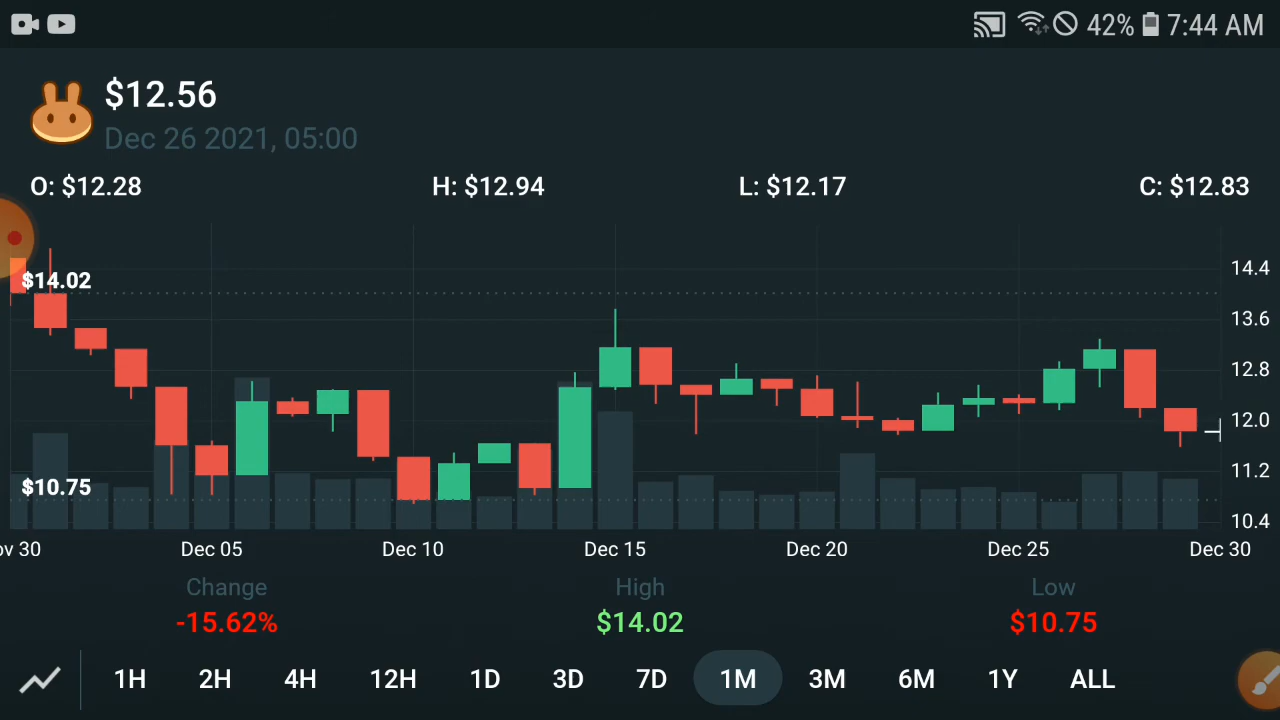 42% 7:44 AM
$12.56
Dec 26 2021, 05:00
O: $12.28 H: $12.94 L: $12.17 C: $12.83
$14.02
$10.75
14.4
13.6
12.8
12.0
11.2
10.4
ov 30 Dec 05 Dec 10 Dec 15 Dec 20 Dec 25 Dec 30
Change High Low
-15.62% $14.02 $10.75
1H 2H 4H 12H 1D 3D 7D 1M 3M 6M 1Y ALL